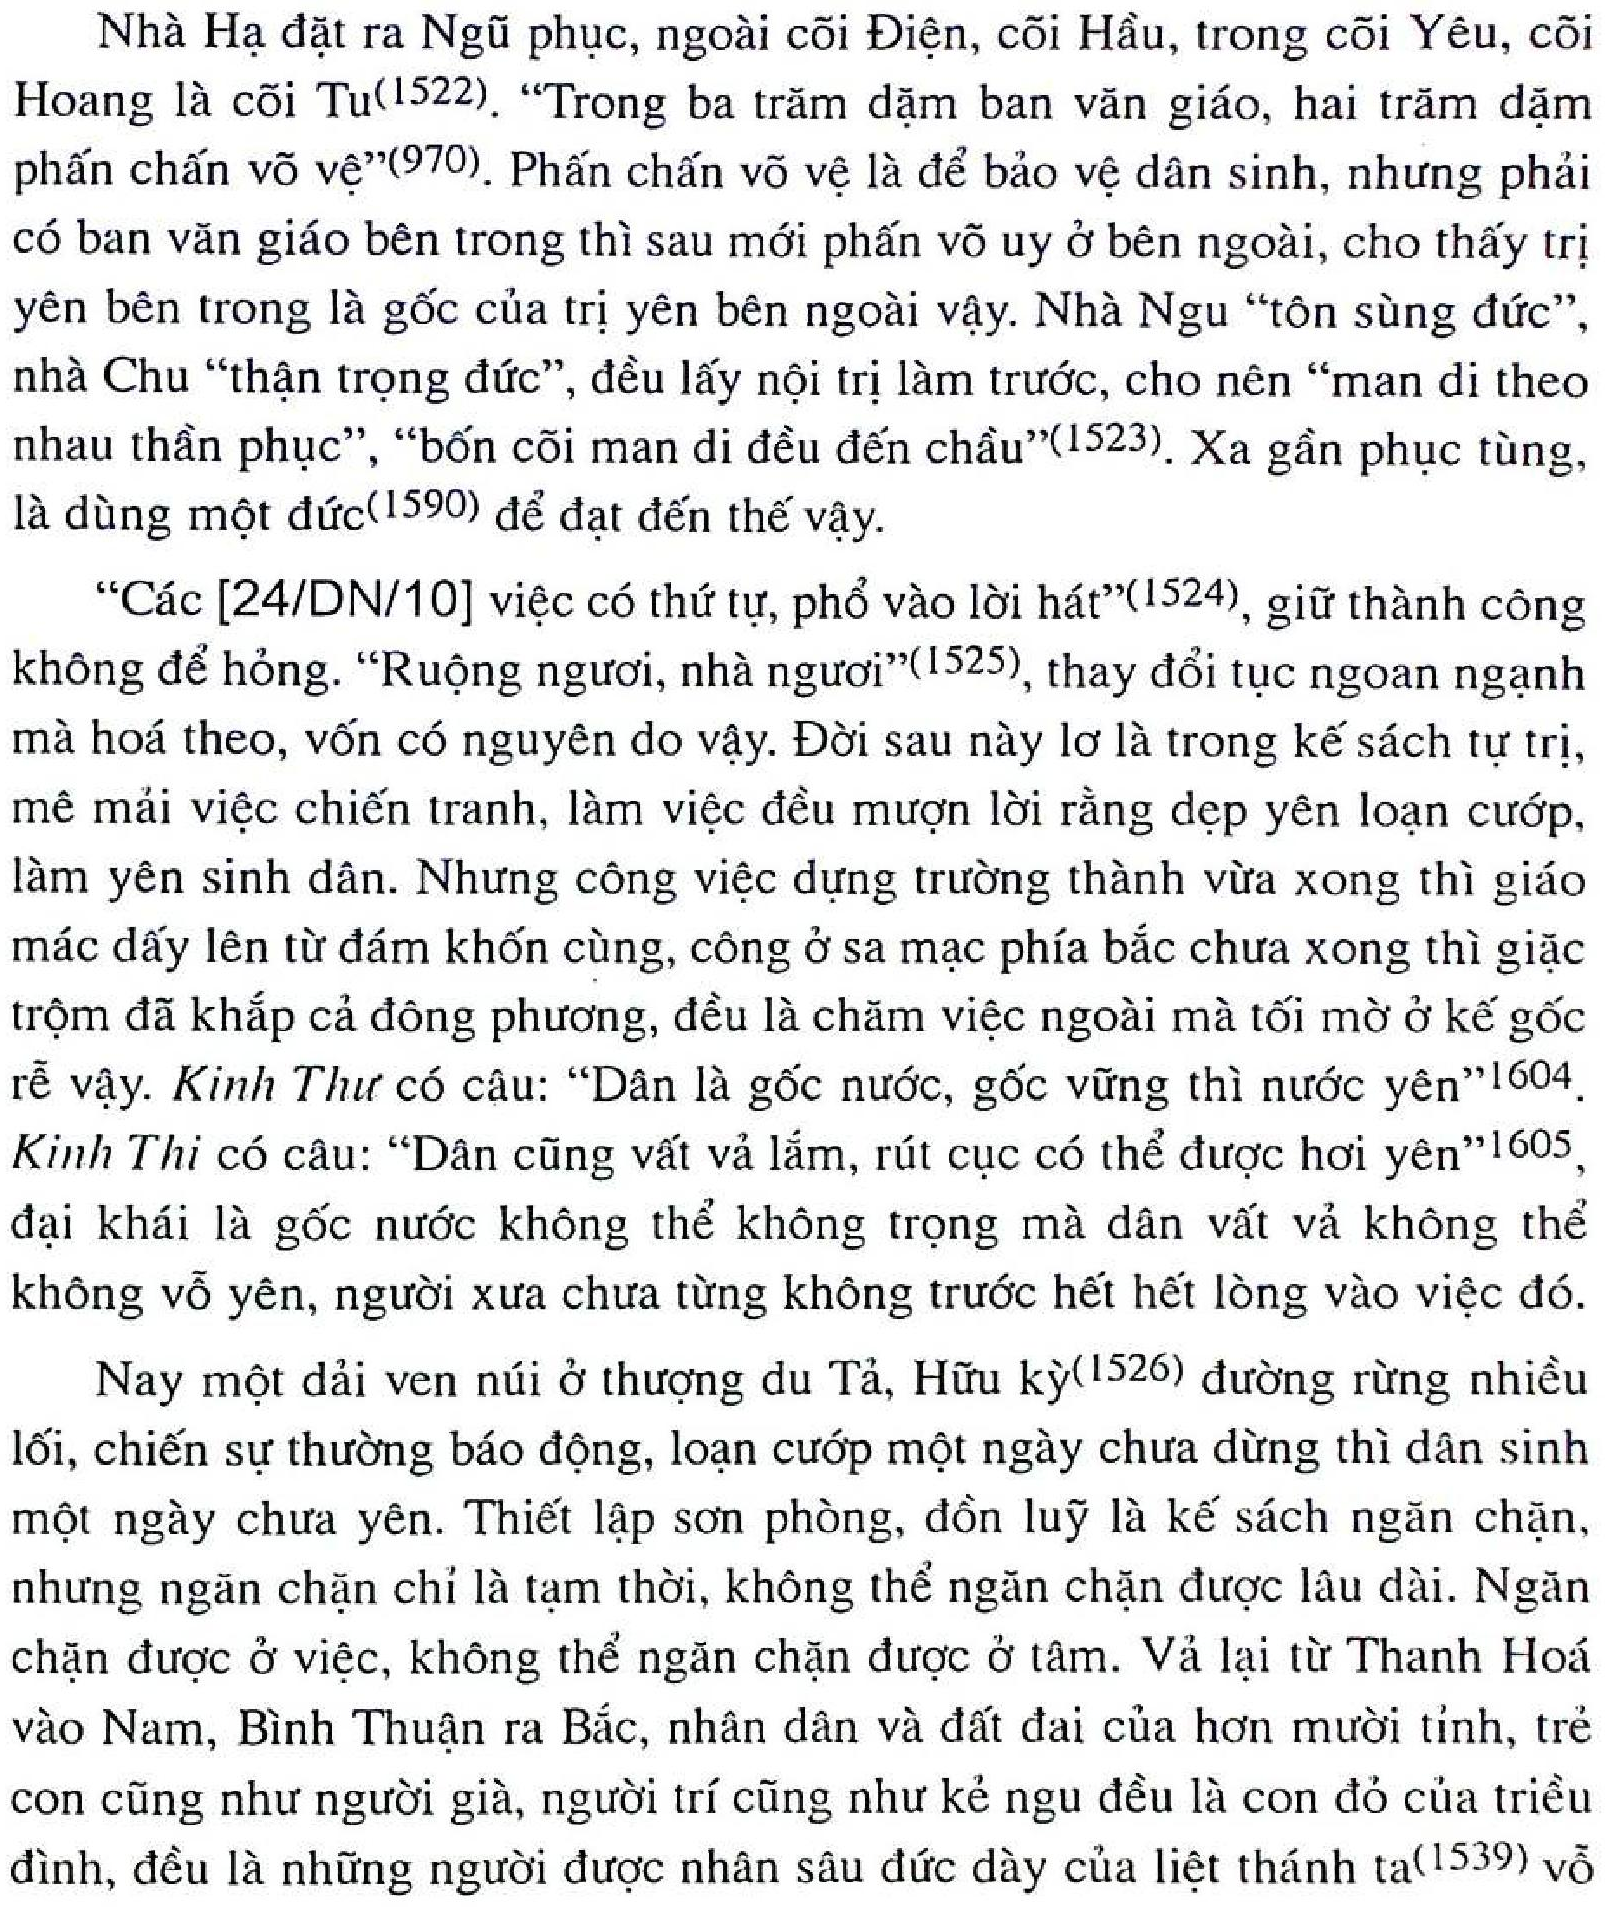 Nhà Hạ đặt ra Ngũ phục, ngoài cõi Điện, cõi Hầu, trong cõi Yêu, cõi
Hoang là cõi Tu(1522). “Trong ba trăm dặm ban văn giáo, hai trăm dặm
phấn chấn võ vệ”(970). Phấn chấn võ vệ là để bảo vệ dân sinh, nhưng phải
có ban văn giáo bên trong thì sau mới phấn võ uy ở bên ngoài, cho thấy trị
yên bên trong là gốc của trị yên bên ngoài vậy. Nhà Ngu “tôn sùng đức”,
nhà Chu “thận trọng đức”, đều lấy nội trị làm trước, cho nên “man di theo
nhau thần phục”, “bốn cõi man di đều đến chầu”(1523). Xa gần phục tùng,
là dùng một đức(1590) để đạt đến thế vậy.
“Các [24/DN/10] việc có thứ tự, phổ vào lời hát”(1524), giữ thành công
không để hỏng. “Ruộng ngươi, nhà ngươi”(1525), thay đổi tục ngoan ngạnh
mà hoá theo, vốn có nguyên do vậy. Đời sau này lơ là trong kế sách tự trị,
mê mải việc chiến tranh, làm việc đều mượn lời rằng dẹp yên loạn cướp,
làm yên sinh dân. Nhưng công việc dựng trường thành vừa xong thì giáo
mác dấy lên từ đám khốn cùng, công ở sa mạc phía bắc chưa xong thì giặc
trộm đã khắp cả đông phương, đều là chăm việc ngoài mà tối mờ ở kế gốc
rễ vậy. Kinh Thư có câu: “Dân là gốc nước, gốc vững thì nước yên”1604.
Kinh Thi có câu: “Dân cũng vất vả lắm, rút cục có thể được hơi yên”1605,
đại khái là gốc nước không thể không trọng mà dân vất vả không thể
không vỗ yên, người xưa chưa từng không trước hết hết lòng vào việc đó.
Nay một dải ven núi ở thượng du Tả, Hữu kỳ(1526) đường rừng nhiều
lối, chiến sự thường báo động, loạn cướp một ngày chưa dừng thì dân sinh
một ngày chưa yên. Thiết lập sơn phòng, đồn luỹ là kế sách ngăn chặn,
nhưng ngăn chặn chỉ là tạm thời, không thể ngăn chặn được lâu dài. Ngăn
chặn được ở việc, không thể ngăn chặn được ở tâm. Vả lại từ Thanh Hoá
vào Nam, Bình Thuận ra Bắc, nhân dân và đất đai của hơn mười tỉnh, trẻ
con cũng như người già, người trí cũng như kẻ ngu đều là con đỏ của triều
đình, đều là những người được nhân sâu đức dày của liệt thánh ta(1539) vỗ